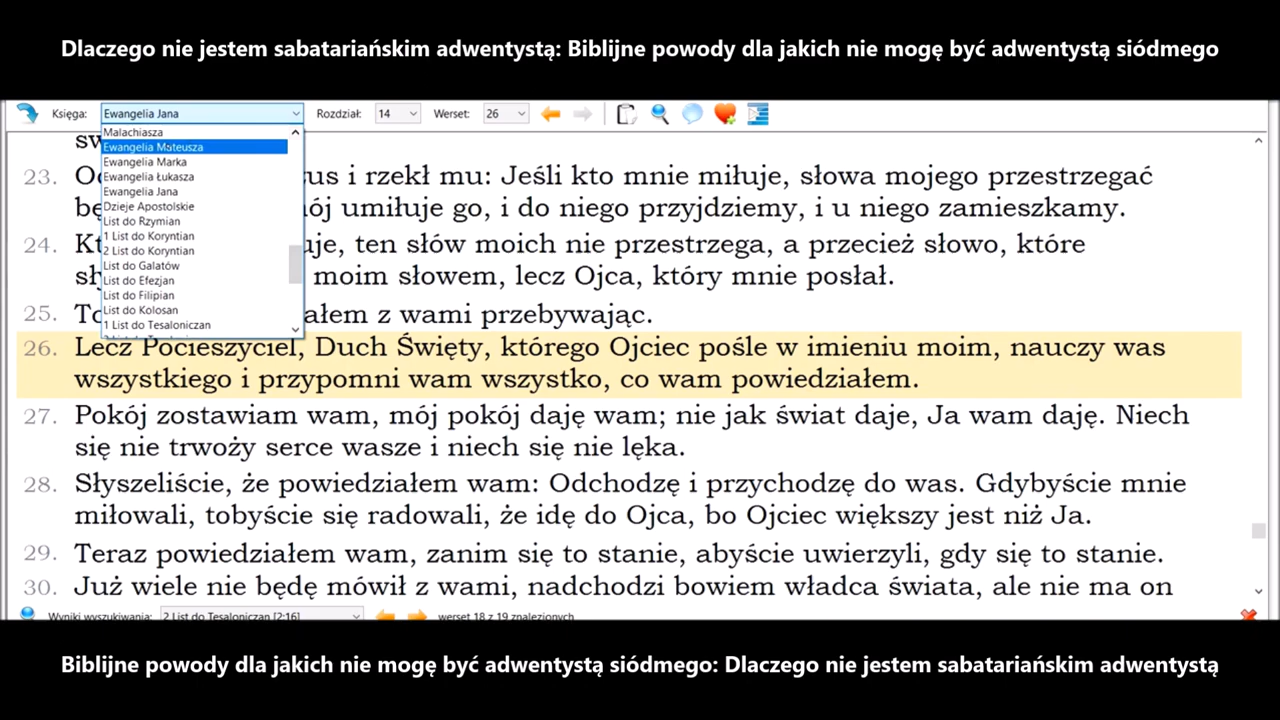 Dlaczego nie jestem sabatariańskim adwentystą: Biblijne powody dla jakich nie mogę być adwentystą siódmego
Księga: Ewangelia Jana Rozdział: 14 Werset: 26
Malachiasza
Ewangelia Mateusza
Ewangelia Marka
Ewangelia Łukasza
Ewangelia Jana
Dzieje Apostolskie
List do Rzymian
1 List do Koryntian
2 List do Koryntian
List do Galatów
List do Efezjan
List do Filipian
List do Kolosan
1 List do Tesaloniczan
23. Od us i rzekł mu: Jeśli kto mnie miłuje, słowa mojego przestrzegać
bę ój umiłuje go, i do niego przyjdziemy, i u niego zamieszkamy.
24. Kt uje, ten słów moich nie przestrzega, a przecież słowo, które
sły moim słowem, lecz Ojca, który mnie posłał.
25. To ałem z wami przebywając.
26. Lecz Pocieszyciel, Duch Święty, którego Ojciec pośle w imieniu moim, nauczy was
wszystkiego i przypomni wam wszystko, co wam powiedziałem.
27. Pokój zostawiam wam, mój pokój daję wam; nie jak świat daje, Ja wam daję. Niech
się nie trwoży serce wasze i niech się nie lęka.
28. Słyszeliście, że powiedziałem wam: Odchodzę i przychodzę do was. Gdybyście mnie
miłowali, tobyście się radowali, że idę do Ojca, bo Ojciec większy jest niż Ja.
29. Teraz powiedziałem wam, zanim się to stanie, abyście uwierzyli, gdy się to stanie.
30. Już wiele nie będę mówił z wami, nadchodzi bowiem władca świata, ale nie ma on
Wyniki wyszukiwania: 2 List do Tesaloniczan [2:16] werset 18 z 19 znalezionych
Biblijne powody dla jakich nie mogę być adwentystą siódmego: Dlaczego nie jestem sabatariańskim adwentystą